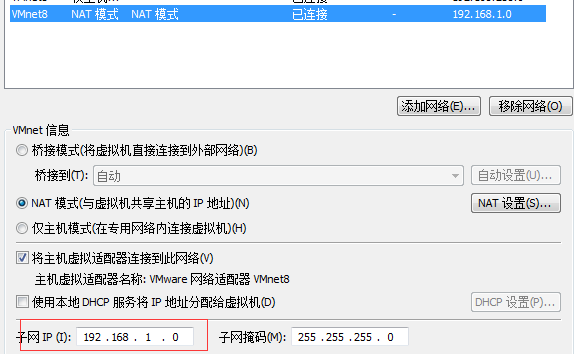 VMnet8 NAT 模式 NAT 模式 已连接 - 192.168.1.0
添加网络(E)... 移除网络(O)
VMnet 信息
桥接模式(将虚拟机直接连接到外部网络)(B)
桥接到(T): 自动 自动设置(U)...
NAT 模式(与虚拟机共享主机的 IP 地址)(N) NAT 设置(S)...
仅主机模式(在专用网络内连接虚拟机)(H)
将主机虚拟适配器连接到此网络(V)
主机虚拟适配器名称: VMware 网络适配器 VMnet8
使用本地 DHCP 服务将 IP 地址分配给虚拟机(D) DHCP 设置(P)...
子网 IP (I): 192 . 168 . 1 . 0 子网掩码(M): 255 . 255 . 255 . 0